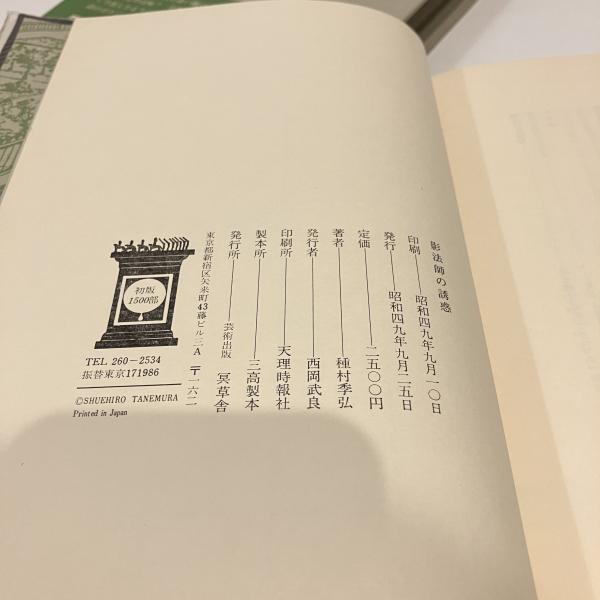 影法師の誘惑
印刷――昭和四九年九月一〇日
発行――昭和四九年九月二五日
定価――二五〇〇円
著者――種村季弘
発行者――西岡武良
印刷所――天理時報社
製本所――三高製本
発行所――芸術出版 冥草舎
東京都新宿区矢来町43藤ビル三A 〒一六二
初版
1500部
TEL 260-2534
振替東京171986
©SHUEHIRO TANEMURA
Printed in Japan